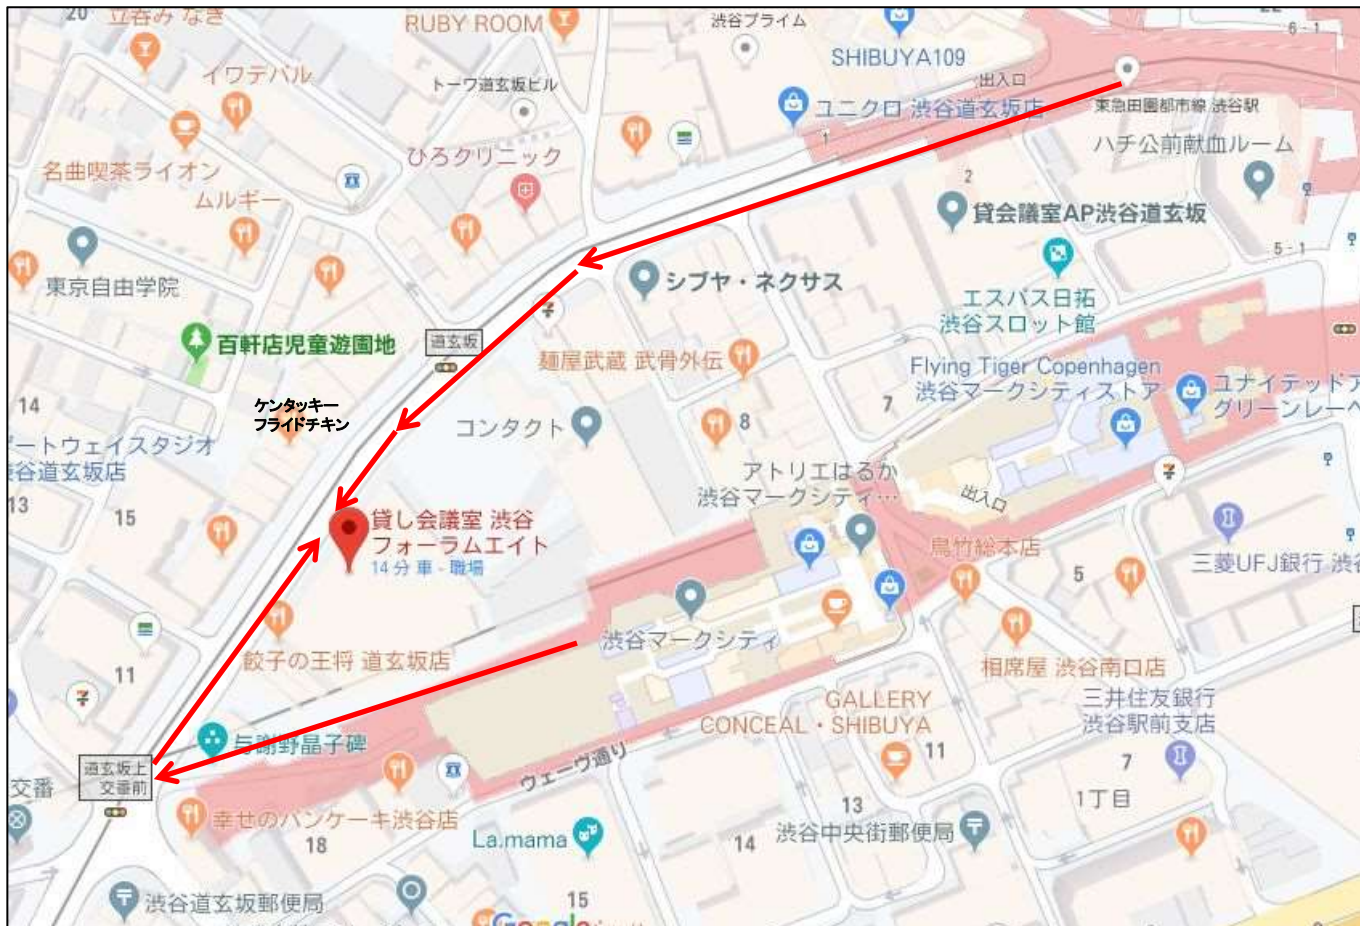 20
立呑み なぎ
RUBY ROOM
渋谷プライム
22
6-1
SHIBUYA109
イワデバル
トーワ道玄坂ビル
出入口
ユニクロ 渋谷道玄坂店
東急田園都市線 渋谷駅
1
ハチ公前献血ルーム
名曲喫茶ライオン
ひろクリニック
ムルギー
2
貸会議室AP渋谷道玄坂
5-1
東京自由学院
シブヤ・ネクサス
エスパス日拓
渋谷スロット館
百軒店児童遊園地
道玄坂
麺屋武蔵 武骨外伝
Flying Tiger Copenhagen
渋谷マークシティストア
ユナイテッドア
グリーンレーベ
14
ケンタッキー
フライドチキン
7
8
コンタクト
ートウェイスタジオ
谷道玄坂店
アトリエはるか
渋谷マークシティ…
出入口
13
15
貸し会議室 渋谷
フォーラムエイト
14 分 車 - 職場
鳥竹総本店
三菱UFJ銀行 渋谷
5
渋谷マークシティ
餃子の王将 道玄坂店
相席屋 渋谷南口店
11
GALLERY
CONCEAL・SHIBUYA
三井住友銀行
渋谷駅前支店
与謝野晶子碑
道玄坂上
交番前
交番
ウェーヴ通り
11
7
1丁目
幸せのパンケーキ渋谷店
18
La.mama
13
14
渋谷中央街郵便局
渋谷道玄坂郵便局
15
Google